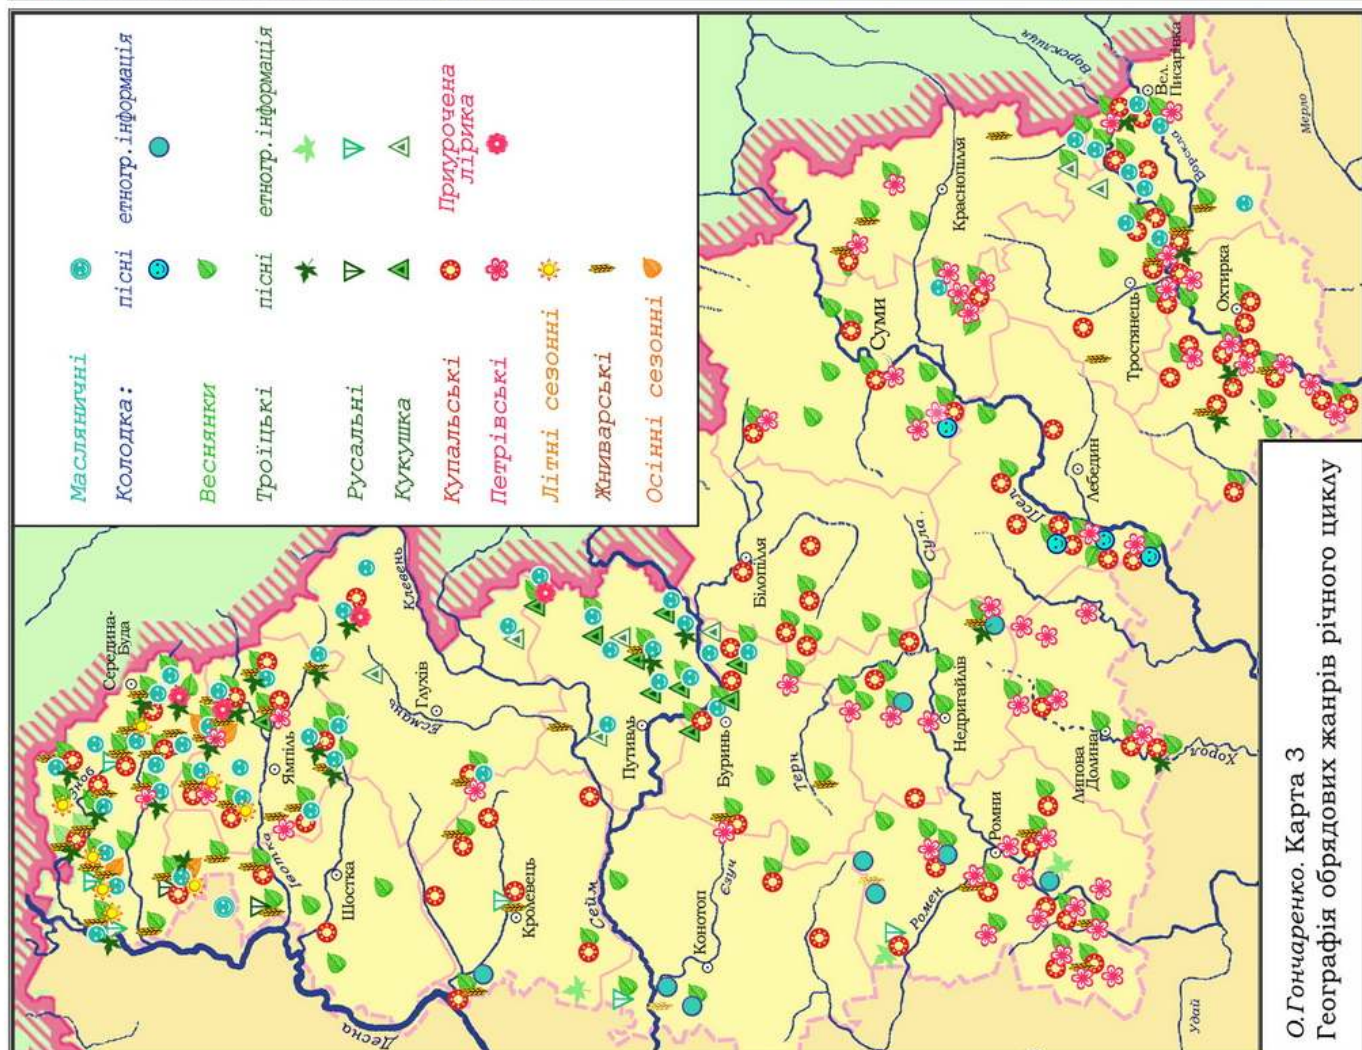 Масляничні
Колодка: пісні етногр.інформація
Веснянки
Троїцькі пісні етногр.інформація
Русальні
Кукушка
Купальські Приурочена
лірика
Петрівські
Літні сезонні
Жниварські
Осінні сезонні
Середина-
Буда
Зноб
Ямпіль
Івотка
Шостка
Десна
Клевень
Глухів
Есмань
Кролевець
Путивль
Сейм
Буринь
Конотоп
Єзуч
Терн
Білопілля
Суми
Сула
Недригайлів
Ромен
Ромни
Липова
Долина
Хорол
Удай
Псел
Лебедин
Краснопілля
Тростянець
Охтирка
Ворскла
Ворсклиця
Вел.
Писарівка
Мерло
О.Гончаренко. Карта 3
Географія обрядових жанрів річного циклу